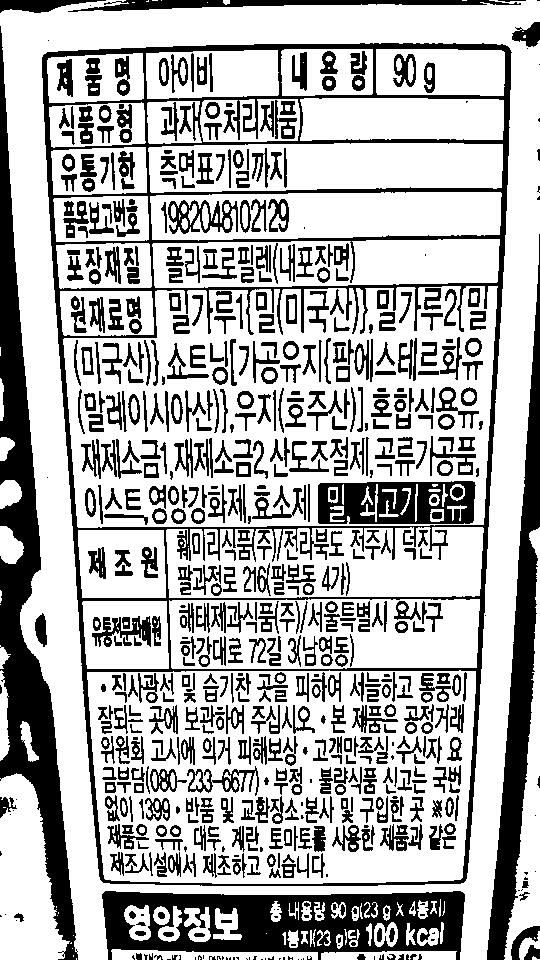 제 품 명 아이비 내 용 량 90 g
식품유형 과자(유처리제품)
유통기한 측면표기일까지
품목보고번호 1982048102129
포장재질 폴리프로필렌(내포장면)
원재료명 밀가루1{밀(미국산)},밀가루2{밀
(미국산)},쇼트닝[가공유지{팜에스테르화유
(말레이시아산)},우지(호주산)],혼합식용유,
재제소금1,재제소금2,산도조절제,곡류가공품,
이스트,영양강화제,효소제 밀, 쇠고기 함유
제 조 원 훼미리식품(주)/전라북도 전주시 덕진구
팔과정로 216(팔복동 4가)
유통전문판매원 해태제과식품(주)/서울특별시 용산구
한강대로 72길 3(남영동)
• 직사광선 및 습기찬 곳을 피하여 서늘하고 통풍이
잘되는 곳에 보관하여 주십시오. • 본 제품은 공정거래
위원회 고시에 의거 피해보상 • 고객만족실:수신자 요
금부담(080-233-6677) • 부정 · 불량식품 신고는 국번
없이 1399 • 반품 및 교환장소:본사 및 구입한 곳 ※이
제품은 우유, 대두, 계란, 토마토를 사용한 제품과 같은
제조시설에서 제조하고 있습니다.
영양정보 총 내용량 90 g(23 g X 4봉지)
1봉지(23 g)당 100 kcal